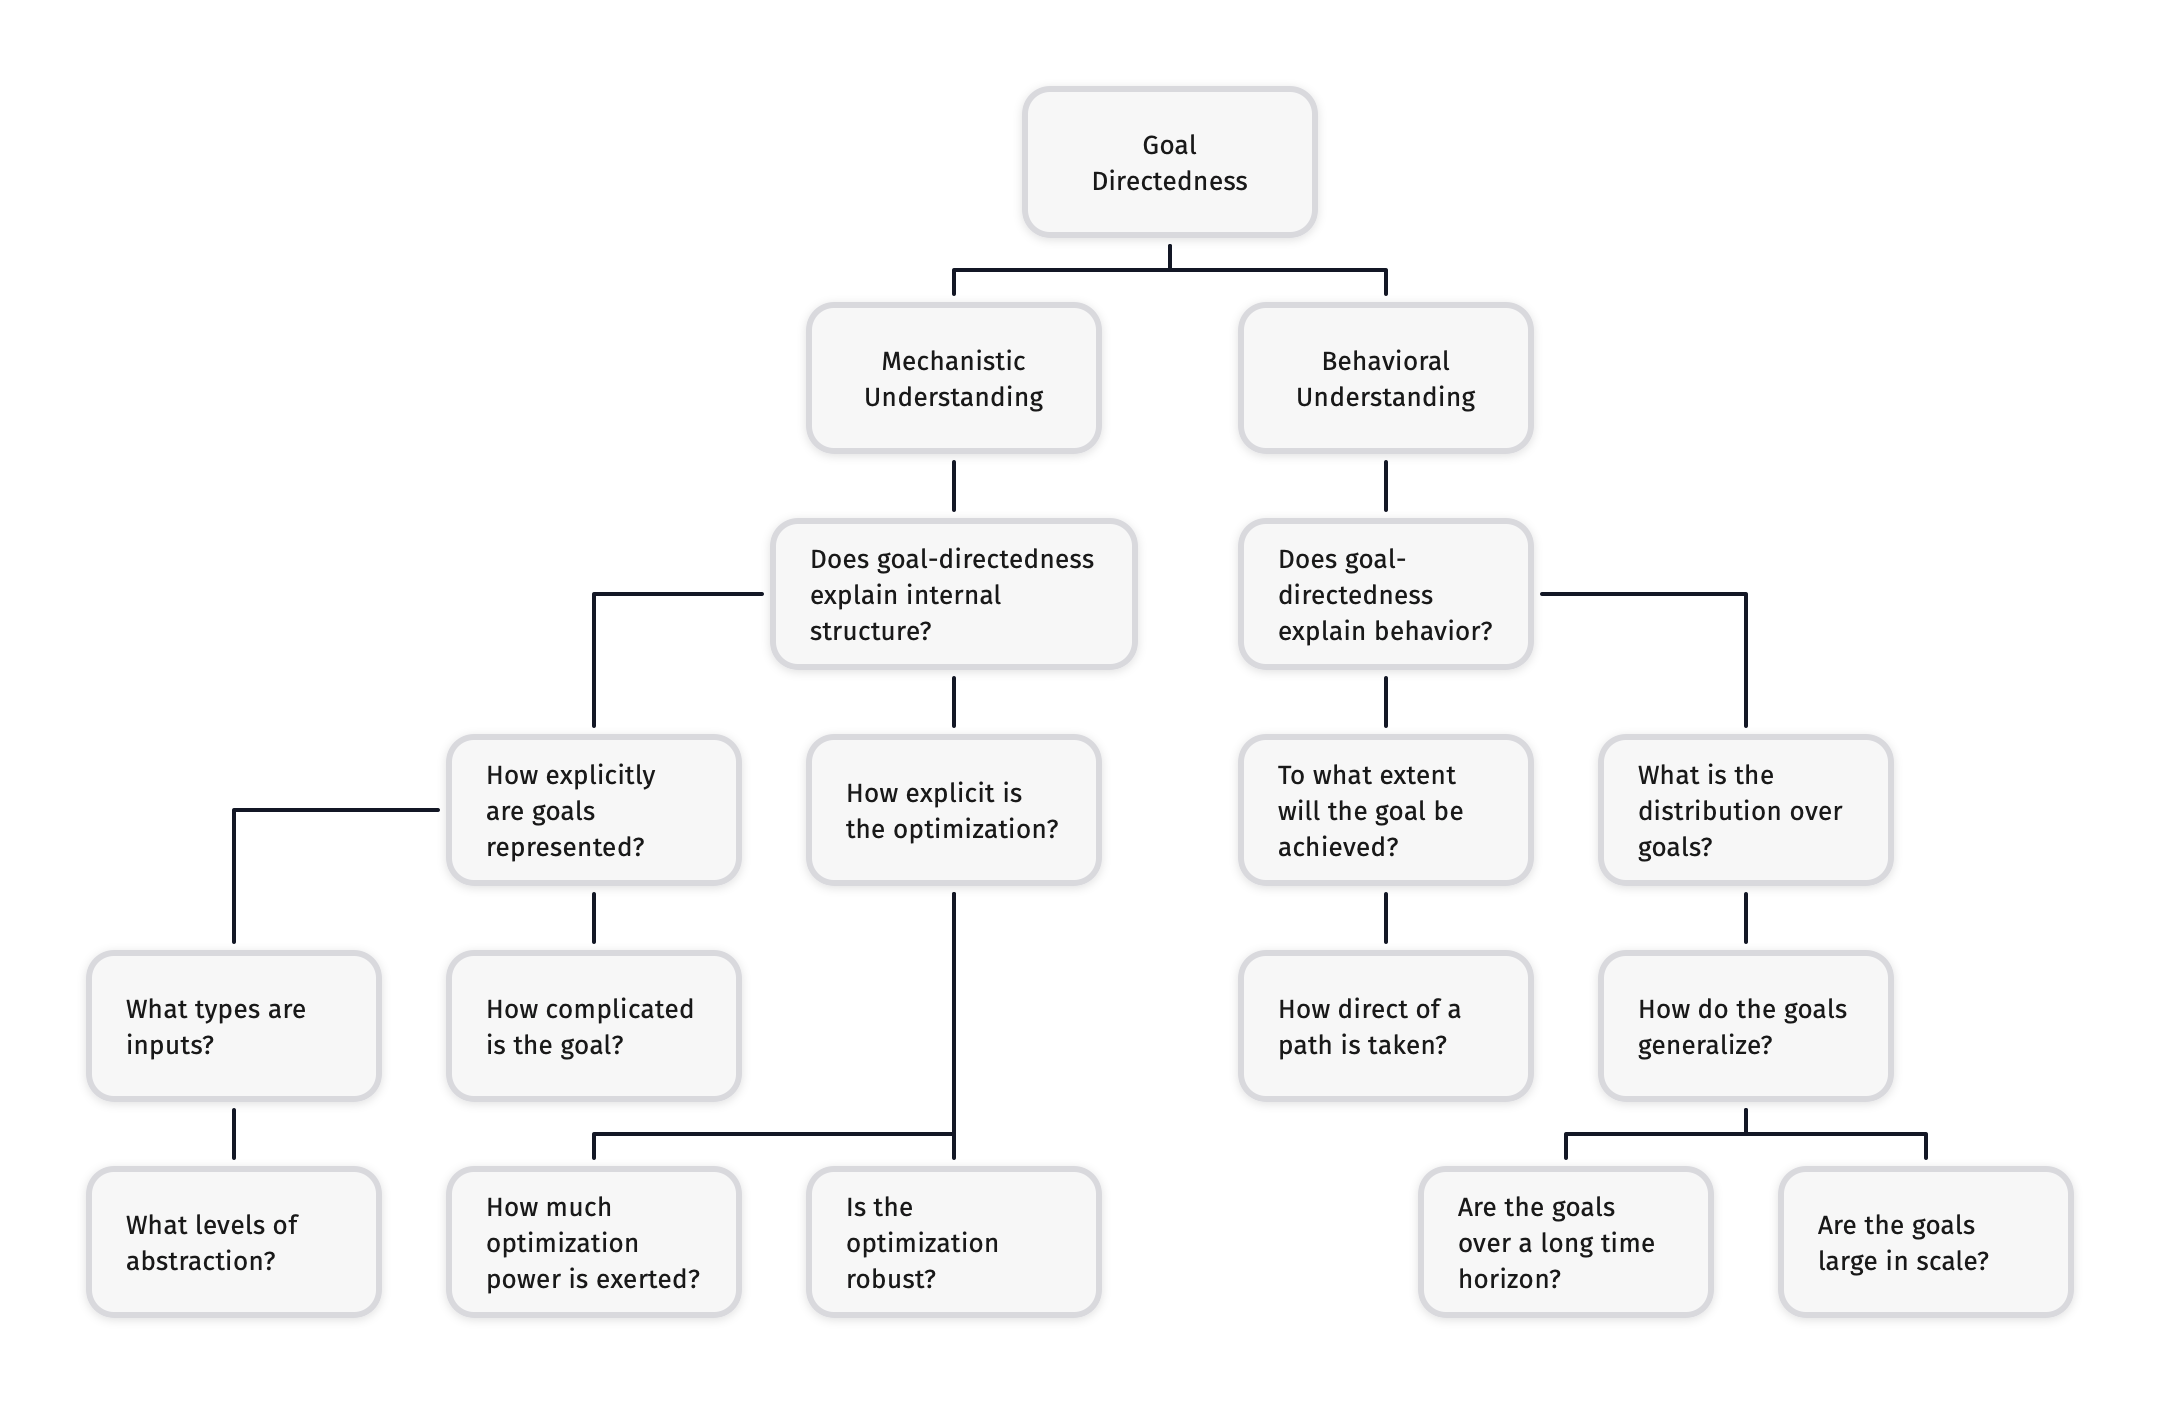 Goal
Directedness
Mechanistic
Understanding
Behavioral
Understanding
Does goal-directedness
explain internal
structure?
Does goal-
directedness
explain behavior?
How explicitly
are goals
represented?
How explicit is
the optimization?
To what extent
will the goal be
achieved?
What is the
distribution over
goals?
What types are
inputs?
How complicated
is the goal?
How direct of a
path is taken?
How do the goals
generalize?
What levels of
abstraction?
How much
optimization
power is exerted?
Is the
optimization
robust?
Are the goals
over a long time
horizon?
Are the goals
large in scale?